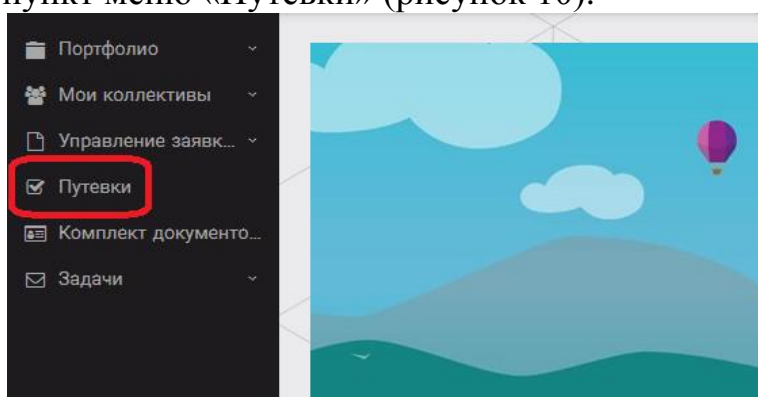 пункт меню «Путевки» (рисунок 10).
Портфолио
Мои коллективы
Управление заявк...
Путевки
Комплект документо...
Задачи